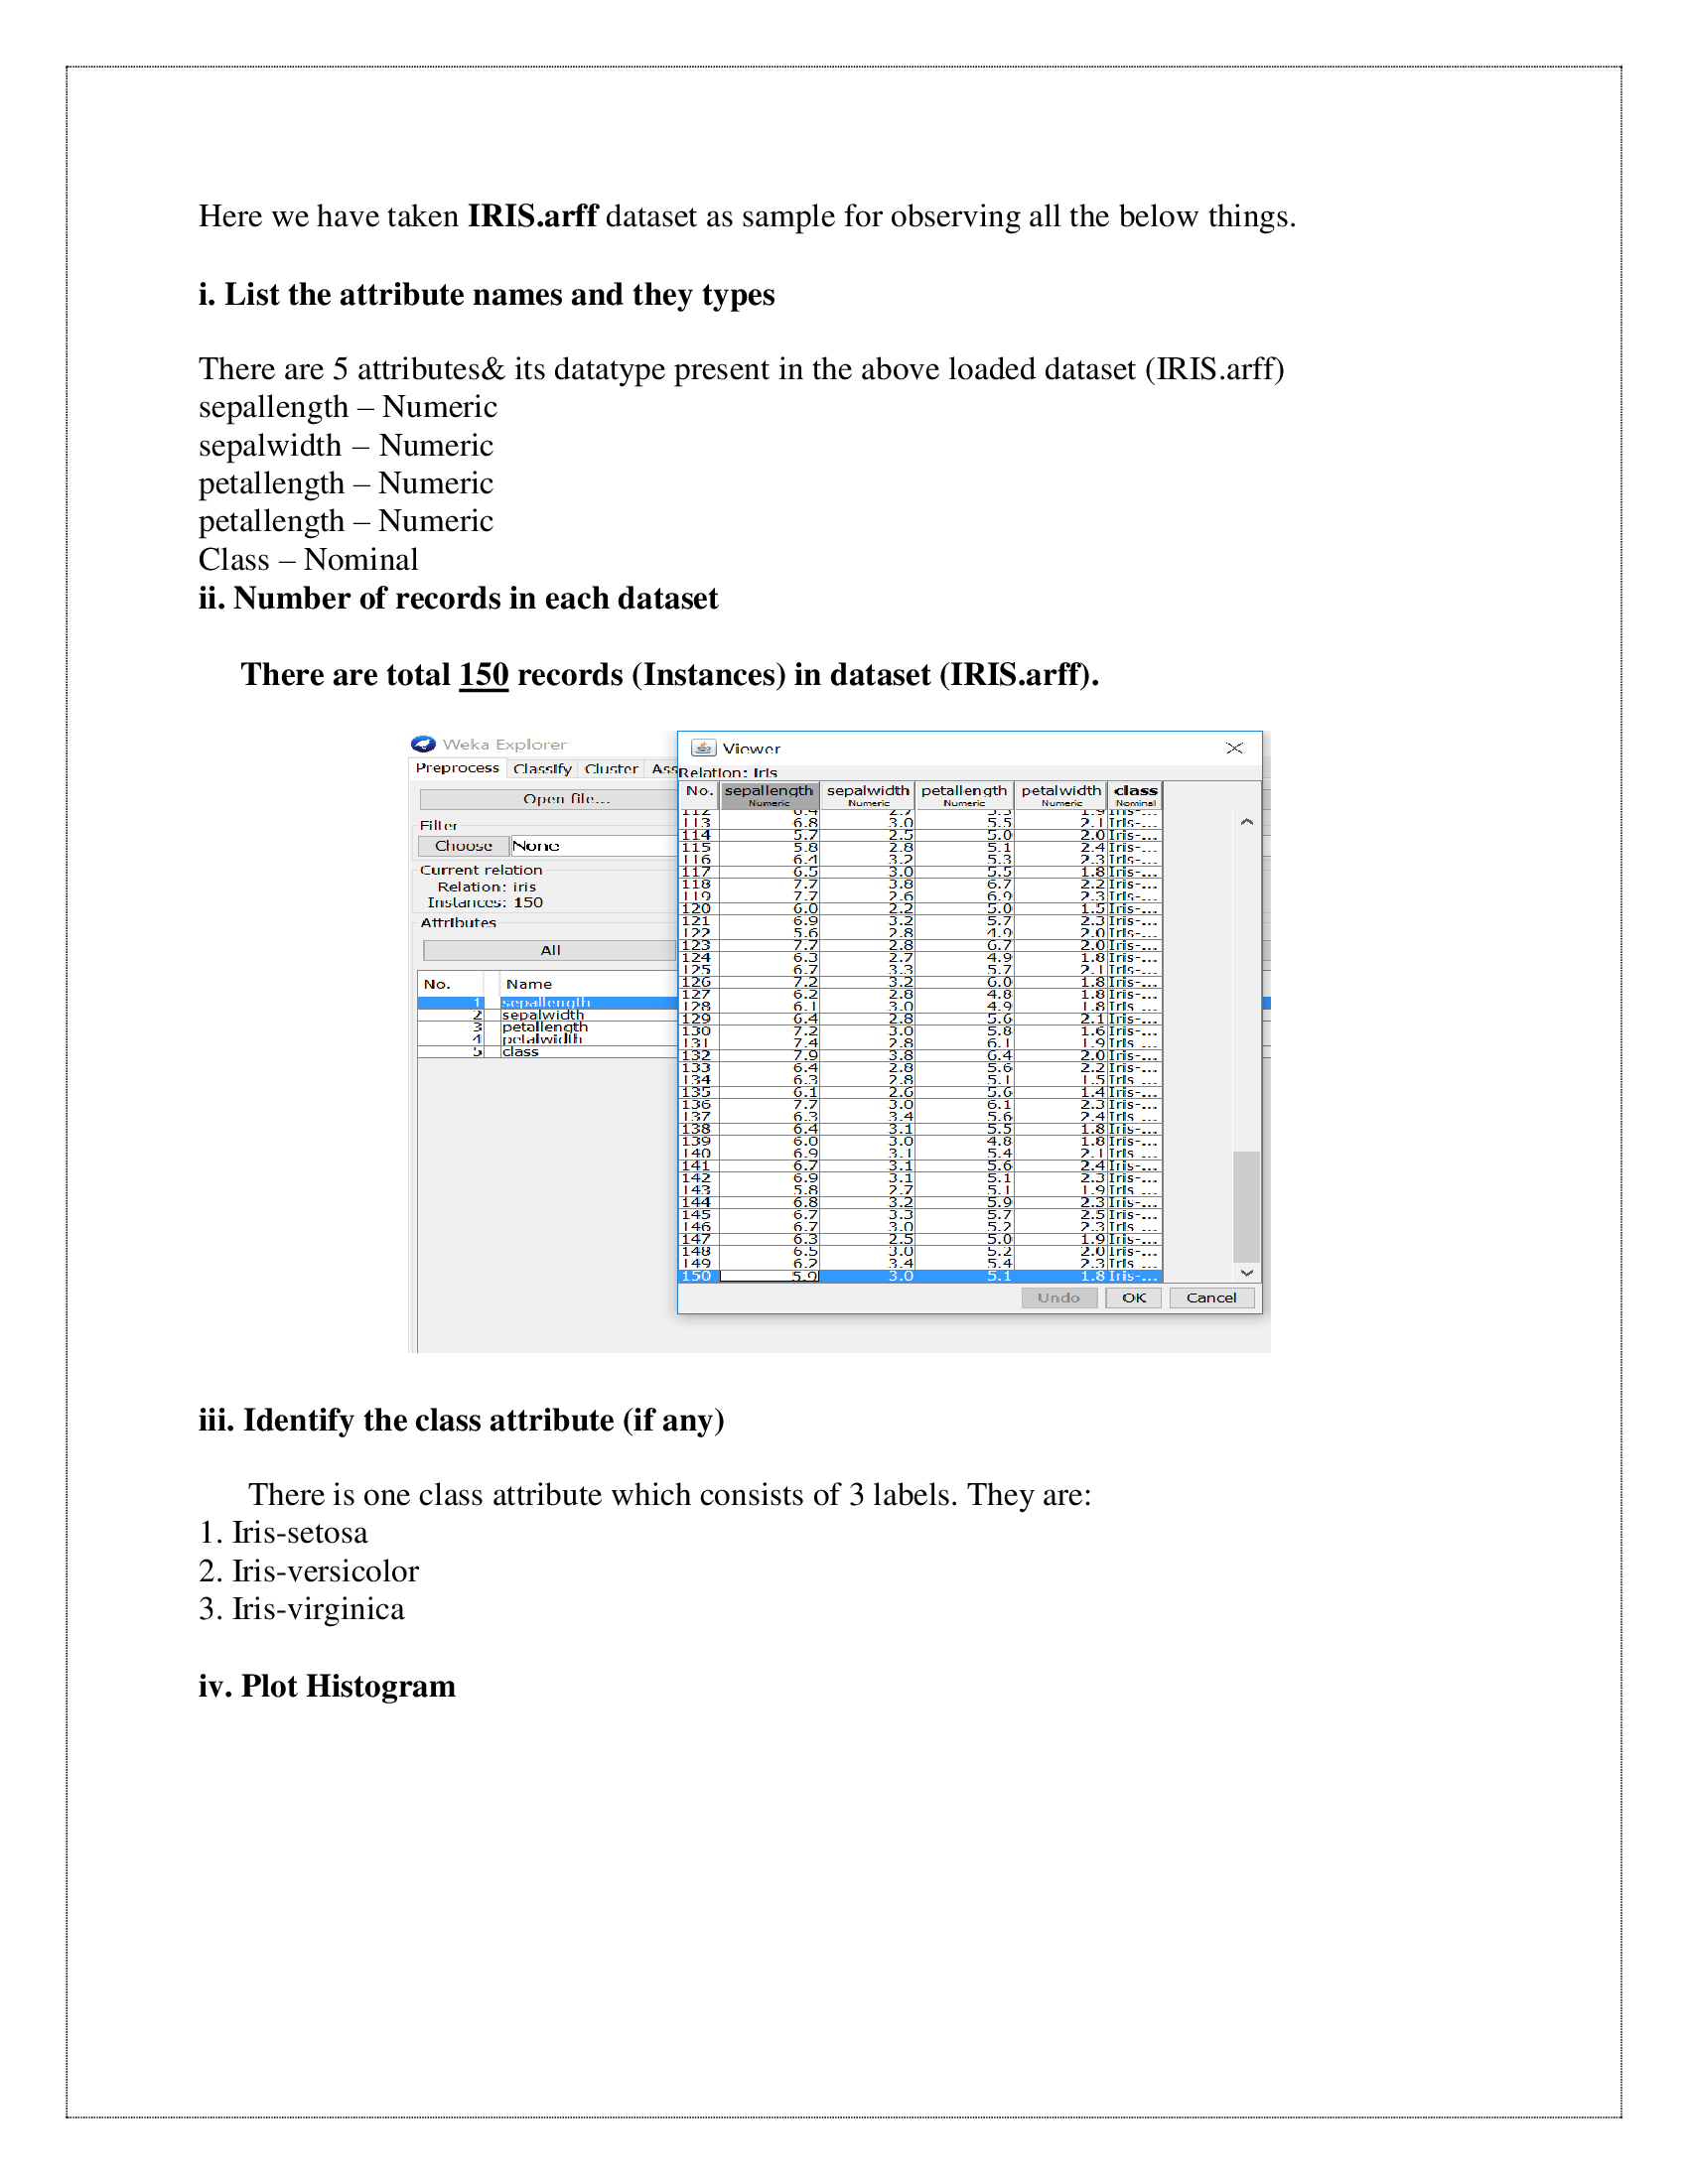 Here we have taken IRIS.arff dataset as sample for observing all the below things.
i. List the attribute names and they types
There are 5 attributes& its datatype present in the above loaded dataset (IRIS.arff)
sepallength – Numeric
sepalwidth – Numeric
petallength – Numeric
petallength – Numeric
Class – Nominal
ii. Number of records in each dataset
There are total 150 records (Instances) in dataset (IRIS.arff).
Weka Explorer
Preprocess Classify Cluster Ass
Open file...
Filter
Choose None
Current relation
Relation: iris
Instances: 150
Attributes
All
No. Name
1 sepallength
2 sepalwidth
3 petallength
4 petalwidth
5 class
Viewer
Relation: iris
No. sepallength sepalwidth petallength petalwidth class
Numeric Numeric Numeric Numeric Nominal
112 6.4 2.7 5.3 1.9 Iris-...
113 6.8 3.0 5.5 2.1 Iris-...
114 5.7 2.5 5.0 2.0 Iris-...
115 5.8 2.8 5.1 2.4 Iris-...
116 6.4 3.2 5.3 2.3 Iris-...
117 6.5 3.0 5.5 1.8 Iris-...
118 7.7 3.8 6.7 2.2 Iris-...
119 7.7 2.6 6.9 2.3 Iris-...
120 6.0 2.2 5.0 1.5 Iris-...
121 6.9 3.2 5.7 2.3 Iris-...
122 5.6 2.8 4.9 2.0 Iris-...
123 7.7 2.8 6.7 2.0 Iris-...
124 6.3 2.7 4.9 1.8 Iris-...
125 6.7 3.3 5.7 2.1 Iris-...
126 7.2 3.2 6.0 1.8 Iris-...
127 6.2 2.8 4.8 1.8 Iris-...
128 6.1 3.0 4.9 1.8 Iris-...
129 6.4 2.8 5.6 2.1 Iris-...
130 7.2 3.0 5.8 1.6 Iris-...
131 7.4 2.8 6.1 1.9 Iris-...
132 7.9 3.8 6.4 2.0 Iris-...
133 6.4 2.8 5.6 2.2 Iris-...
134 6.3 2.8 5.1 1.5 Iris-...
135 6.1 2.6 5.6 1.4 Iris-...
136 7.7 3.0 6.1 2.3 Iris-...
137 6.3 3.4 5.6 2.4 Iris-...
138 6.4 3.1 5.5 1.8 Iris-...
139 6.0 3.0 4.8 1.8 Iris-...
140 6.9 3.1 5.4 2.1 Iris-...
141 6.7 3.1 5.6 2.4 Iris-...
142 6.9 3.1 5.1 2.3 Iris-...
143 5.8 2.7 5.1 1.9 Iris-...
144 6.8 3.2 5.9 2.3 Iris-...
145 6.7 3.3 5.7 2.5 Iris-...
146 6.7 3.0 5.2 2.3 Iris-...
147 6.3 2.5 5.0 1.9 Iris-...
148 6.5 3.0 5.2 2.0 Iris-...
149 6.2 3.4 5.4 2.3 Iris-...
150 5.9 3.0 5.1 1.8 Iris-...
Undo OK Cancel
iii. Identify the class attribute (if any)
There is one class attribute which consists of 3 labels. They are:
1. Iris-setosa
2. Iris-versicolor
3. Iris-virginica
iv. Plot Histogram